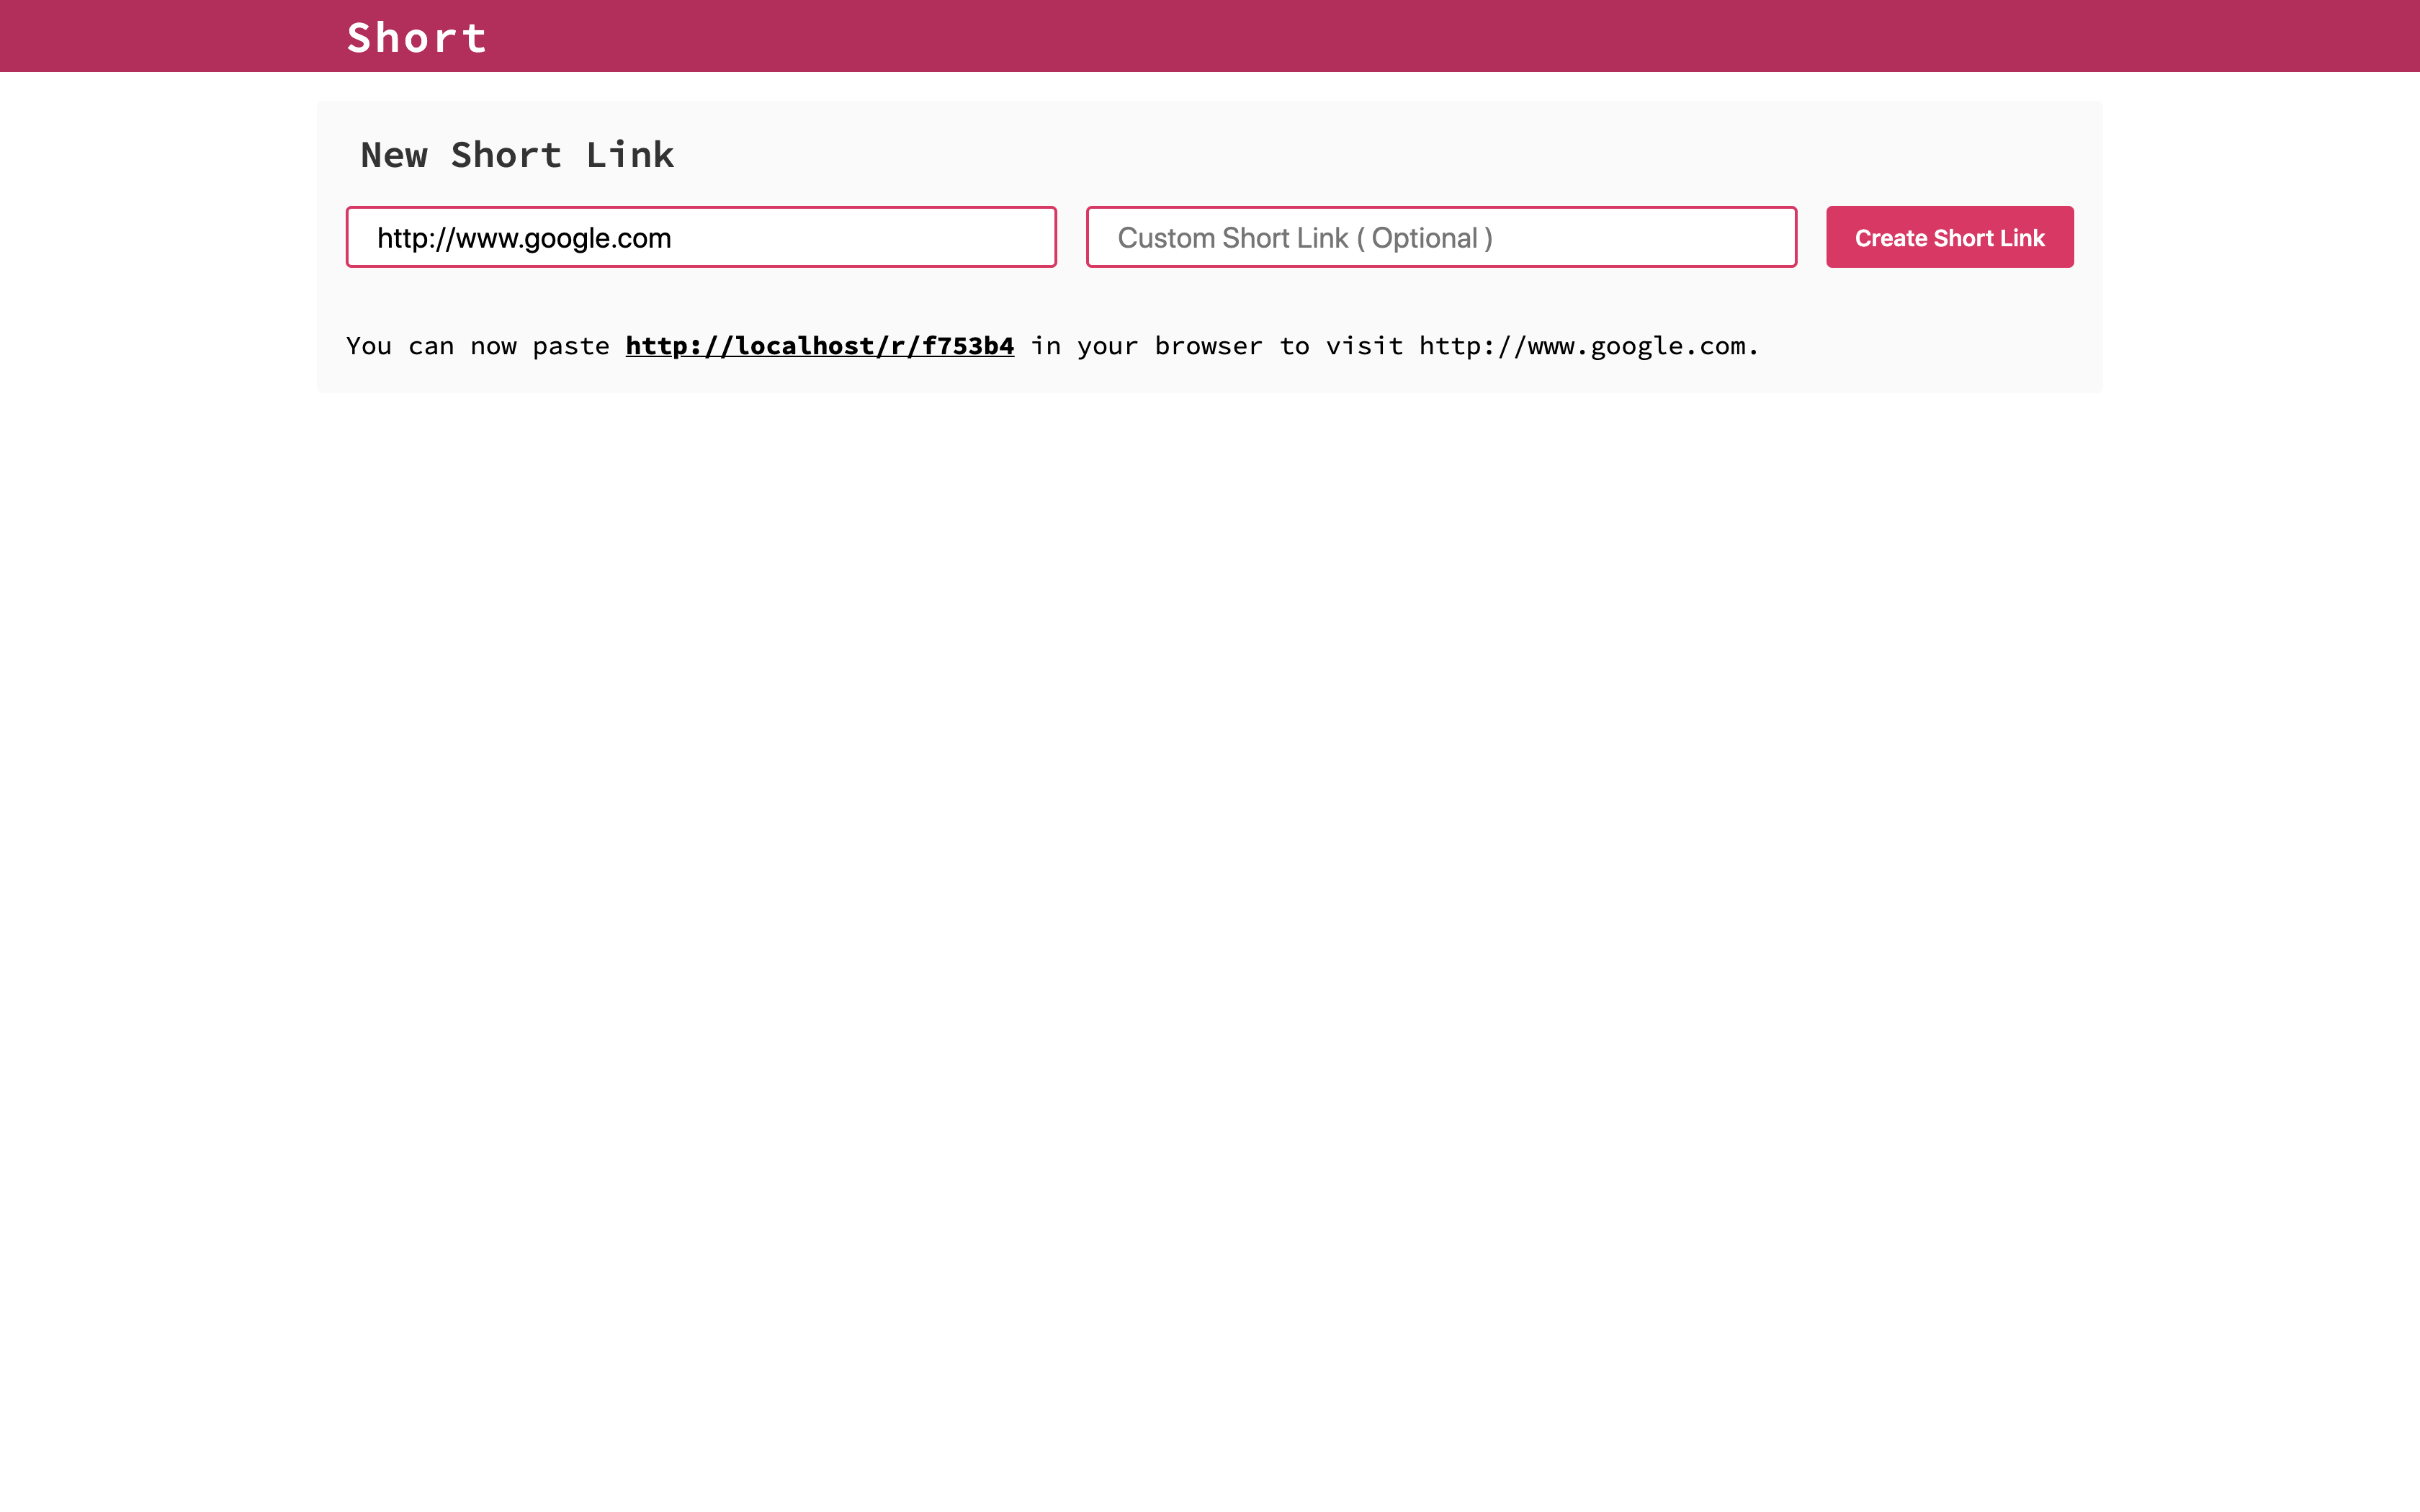 Short
New Short Link
http://www.google.com
Custom Short Link ( Optional )
Create Short Link
You can now paste http://localhost/r/f753b4 in your browser to visit http://www.google.com.